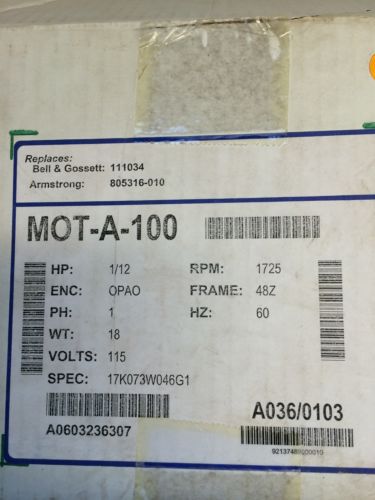 Replaces:
Bell & Gossett: 111034
Armstrong: 805316-010
MOT-A-100
HP: 1/12 RPM: 1725
ENC: OPAO FRAME: 48Z
PH: 1 HZ: 60
WT: 18
VOLTS: 115
SPEC: 17K073W046G1
A036/0103
A0603236307